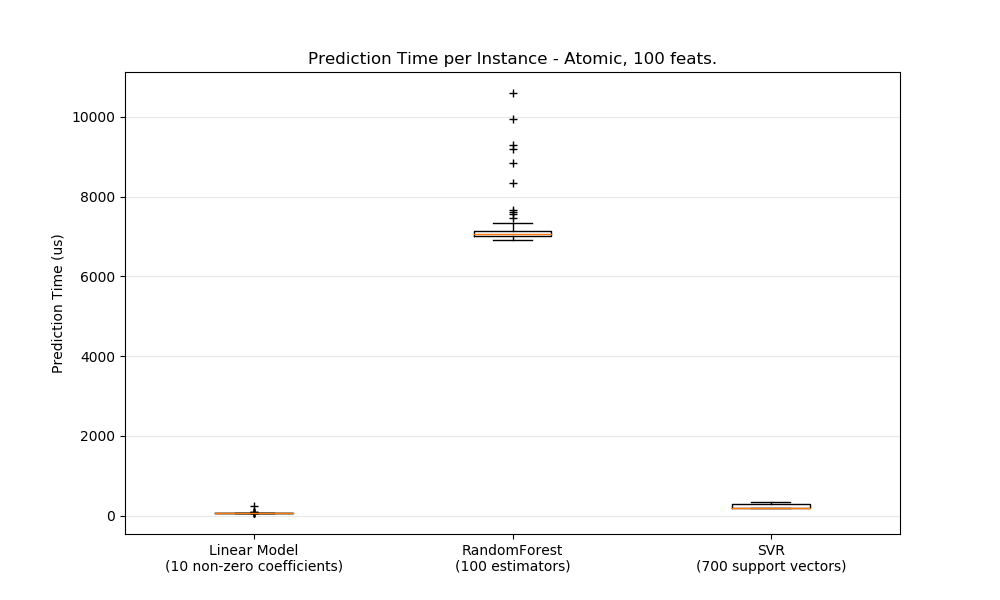 Prediction Time per Instance - Atomic, 100 feats.
Prediction Time (us)
10000
8000
6000
4000
2000
0
Linear Model
(10 non-zero coefficients)
RandomForest
(100 estimators)
SVR
(700 support vectors)